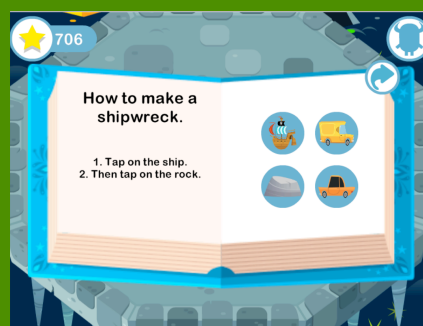 706
How to make a
shipwreck.
1. Tap on the ship.
2. Then tap on the rock.